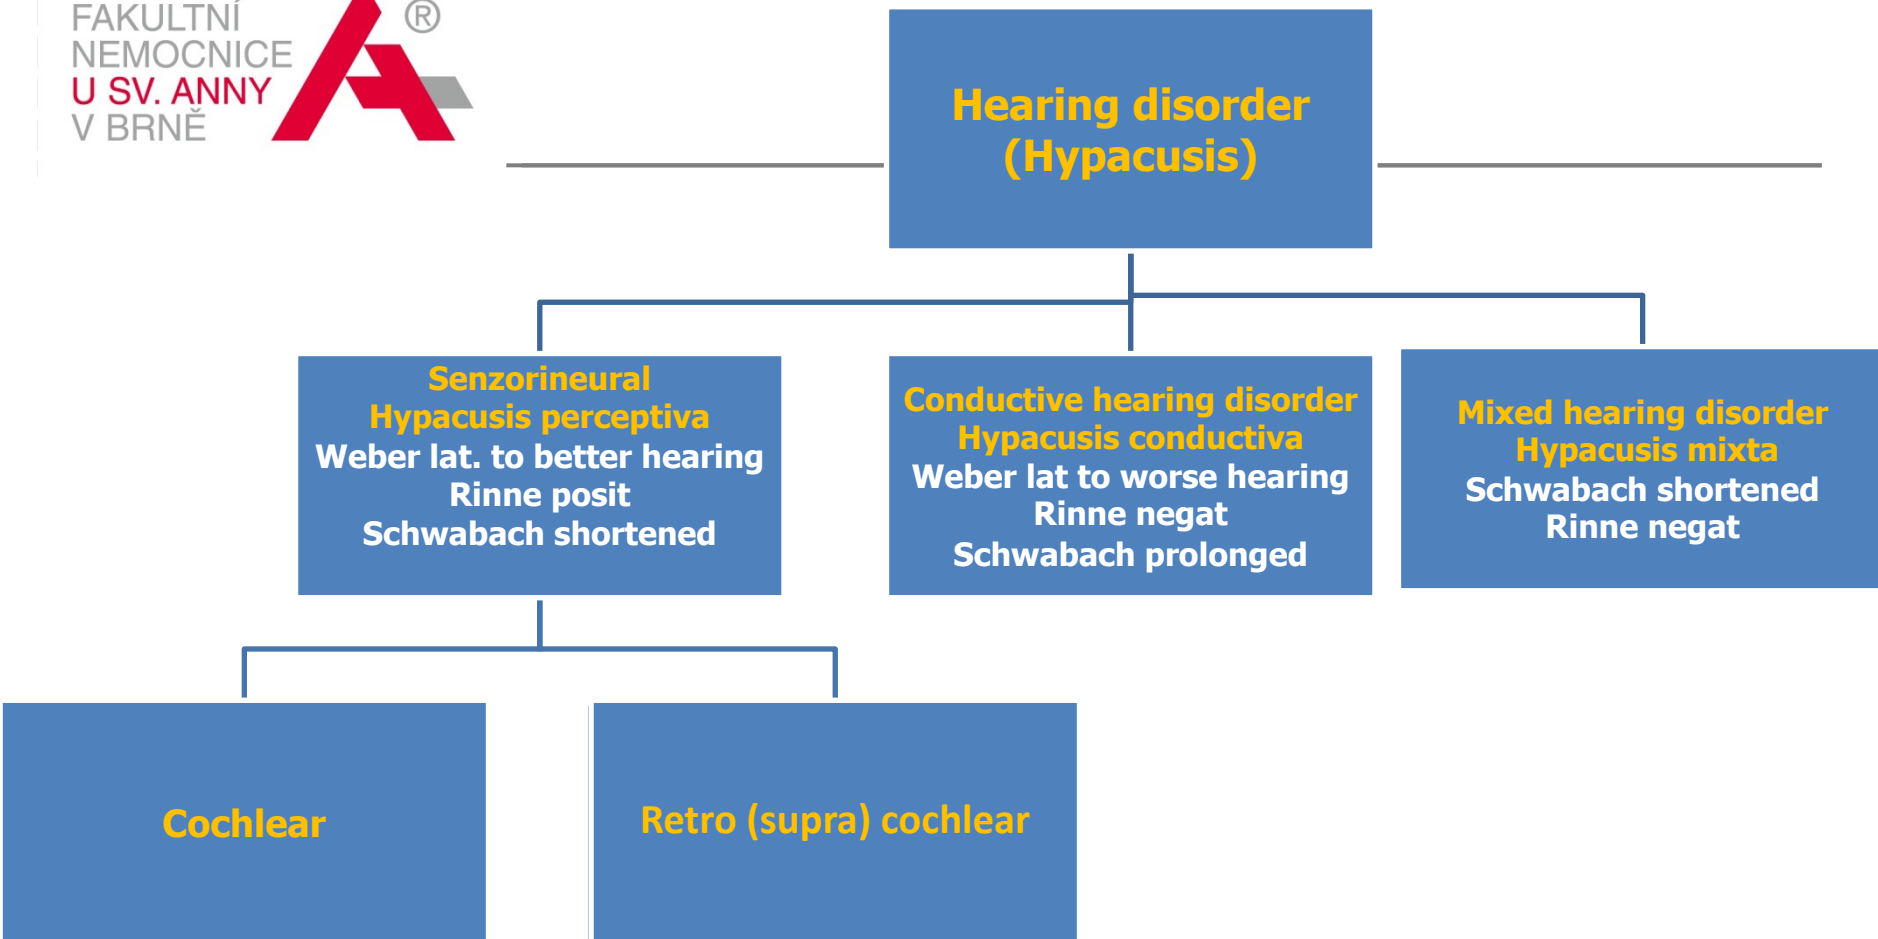 FAKULTNÍ
NEMOCNICE
U SV. ANNY
V BRNĚ
®
Hearing disorder
(Hypacusis)
Senzorineural
Hypacusis perceptiva
Weber lat. to better hearing
Rinne posit
Schwabach shortened
Conductive hearing disorder
Hypacusis conductiva
Weber lat to worse hearing
Rinne negat
Schwabach prolonged
Mixed hearing disorder
Hypacusis mixta
Schwabach shortened
Rinne negat
Cochlear
Retro (supra) cochlear